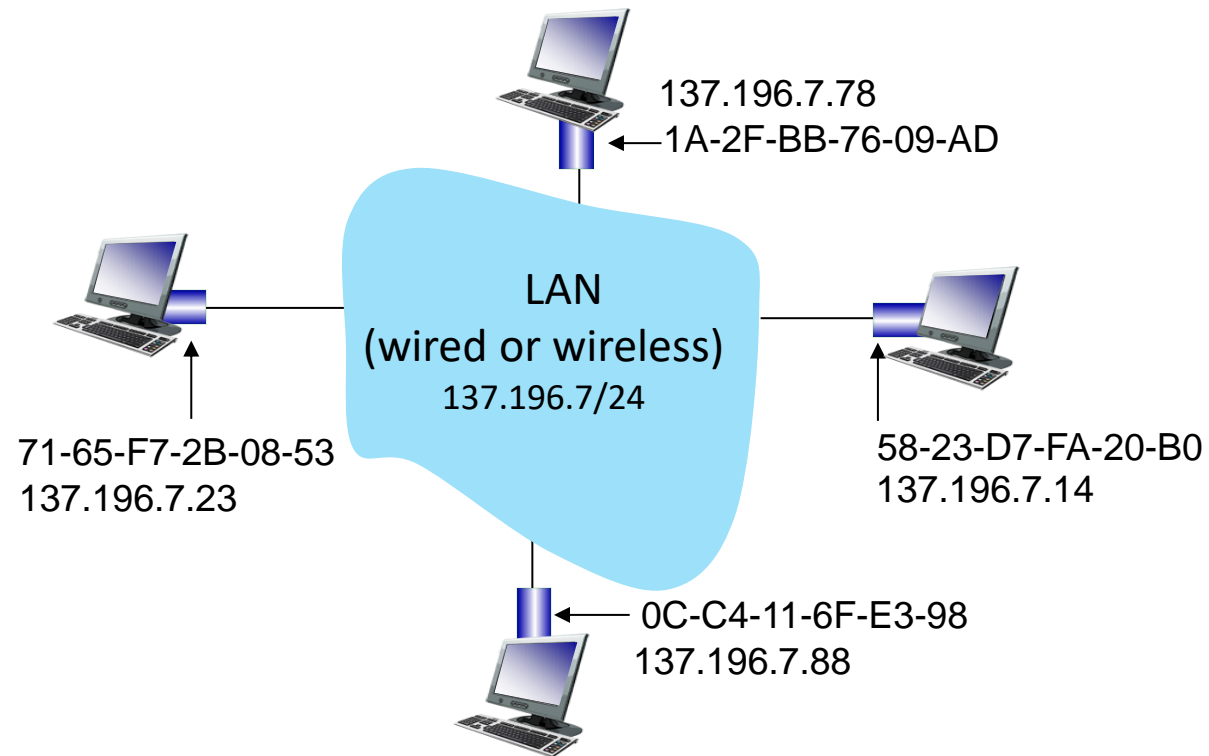 137.196.7.78
1A-2F-BB-76-09-AD
LAN
(wired or wireless)
137.196.7/24
71-65-F7-2B-08-53
137.196.7.23
58-23-D7-FA-20-B0
137.196.7.14
0C-C4-11-6F-E3-98
137.196.7.88